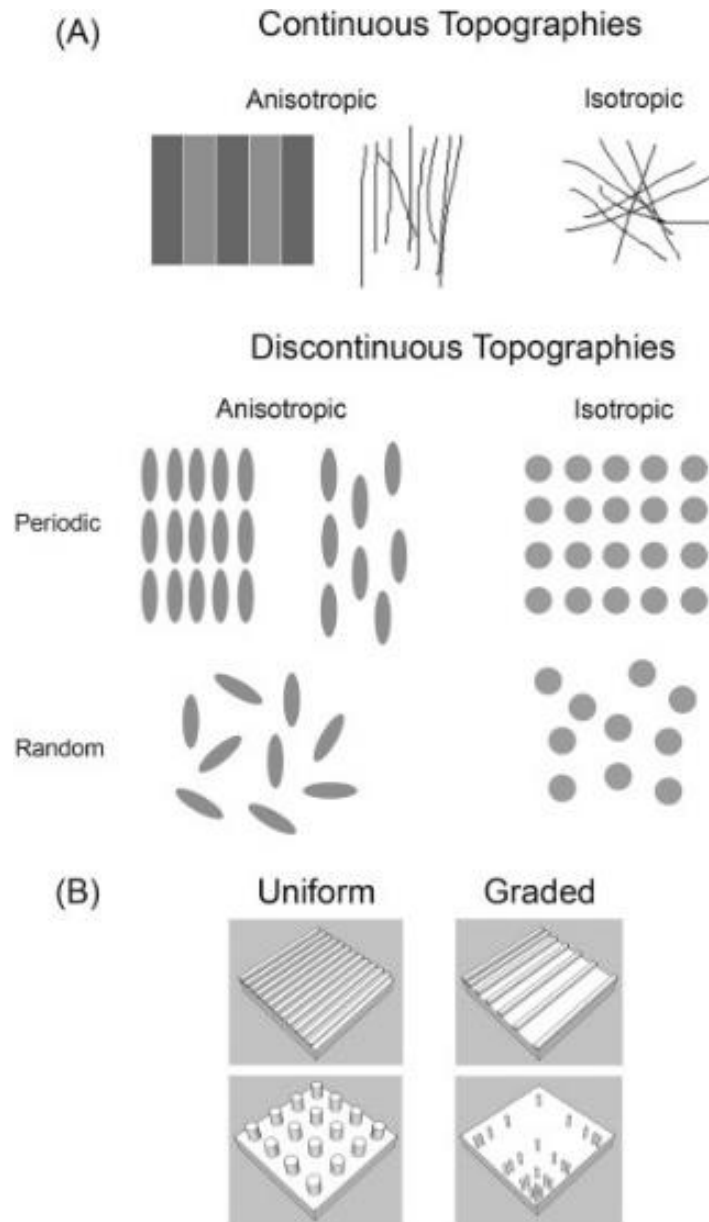 (A) Continuous Topographies
Anisotropic Isotropic
Discontinuous Topographies
Anisotropic Isotropic
Periodic
Random
(B) Uniform Graded